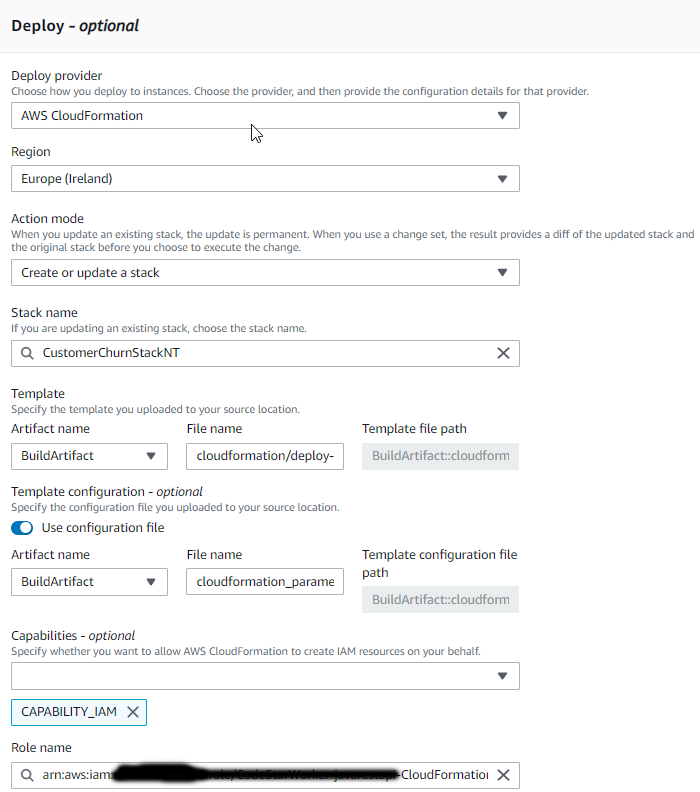 Deploy - optional
Deploy provider
Choose how you deploy to instances. Choose the provider, and then provide the configuration details for that provider.
AWS CloudFormation
Region
Europe (Ireland)
Action mode
When you update an existing stack, the update is permanent. When you use a change set, the result provides a diff of the updated stack and
the original stack before you choose to execute the change.
Create or update a stack
Stack name
If you are updating an existing stack, choose the stack name.
CustomerChurnStackNT
Template
Specify the template you uploaded to your source location.
Artifact name File name Template file path
BuildArtifact cloudformation/deploy- BuildArtifact::cloudform
Template configuration - optional
Specify the configuration file you uploaded to your source location.
Use configuration file
Artifact name File name Template configuration file
path
BuildArtifact cloudformation_parame
BuildArtifact::cloudform
Capabilities - optional
Specify whether you want to allow AWS CloudFormation to create IAM resources on your behalf.
CAPABILITY_IAM
Role name
arn:aws:iam: -CloudFormation